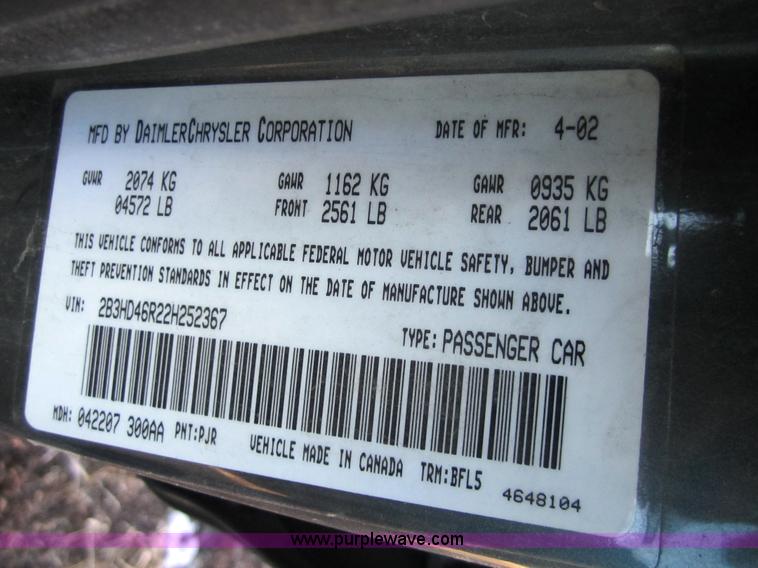 MFD BY DAIMLERCHRYSLER CORPORATION DATE OF MFR: 4-02
GVWR 2074 KG GAWR 1162 KG GAWR 0935 KG
04572 LB FRONT 2561 LB REAR 2061 LB
THIS VEHICLE CONFORMS TO ALL APPLICABLE FEDERAL MOTOR VEHICLE SAFETY, BUMPER AND
THEFT PREVENTION STANDARDS IN EFFECT ON THE DATE OF MANUFACTURE SHOWN ABOVE.
VIN: 2B3HD46R22H252367
TYPE: PASSENGER CAR
MDH: 042207 300AA PNT:PJR VEHICLE MADE IN CANADA TRM:BFL5
4648104
www.purplewave.com